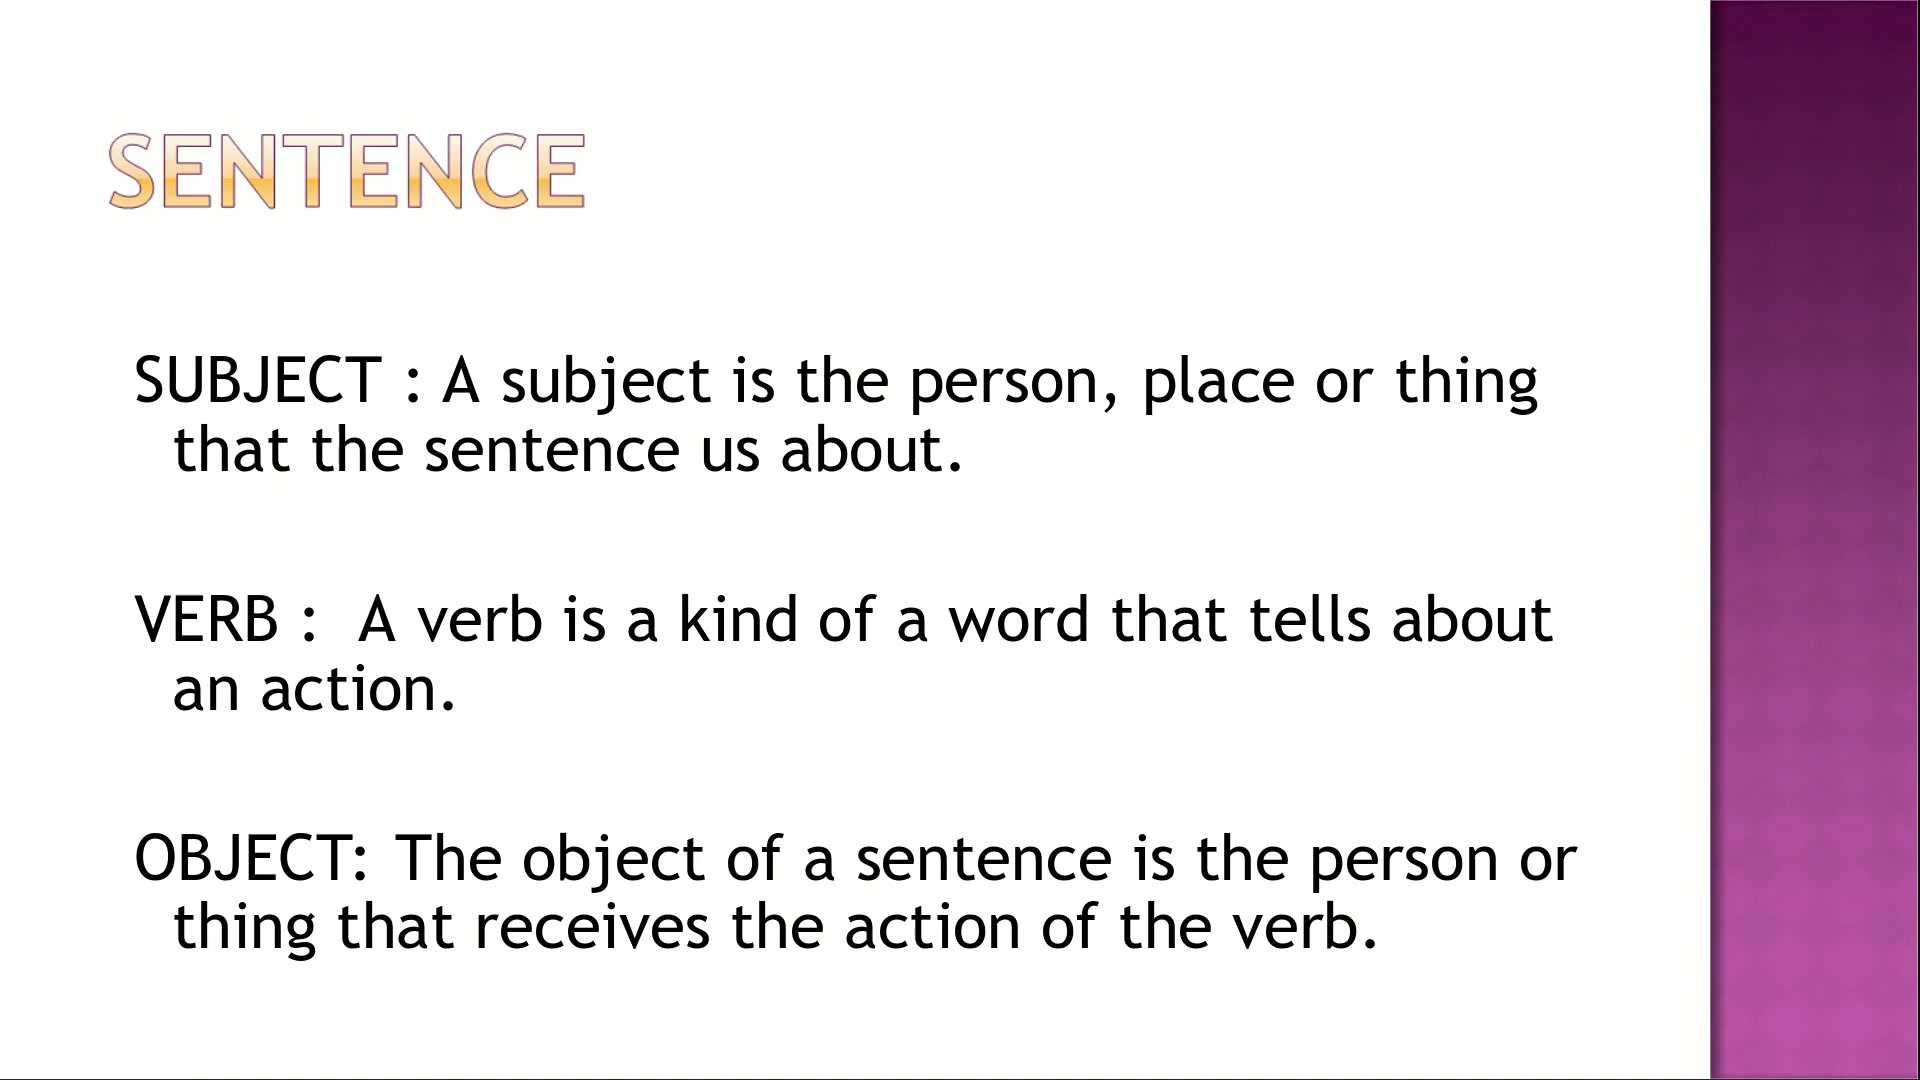 SENTENCE
SUBJECT : A subject is the person, place or thing
that the sentence us about.
VERB :  A verb is a kind of a word that tells about
an action.
OBJECT: The object of a sentence is the person or
thing that receives the action of the verb.